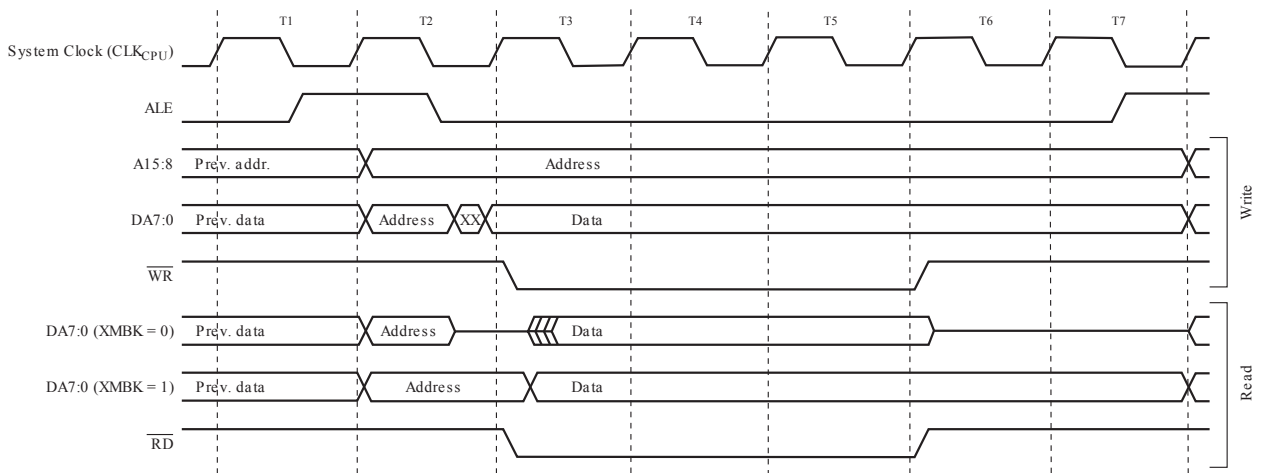 T1 T2 T3 T4 T5 T6 T7
System Clock (CLKCPU)
ALE
A15:8 Prev. addr. Address
DA7:0 Prev. data Address XX Data
WR
Write
DA7:0 (XMBK = 0) Prev. data Address Data
DA7:0 (XMBK = 1) Prev. data Address Data
RD
Read